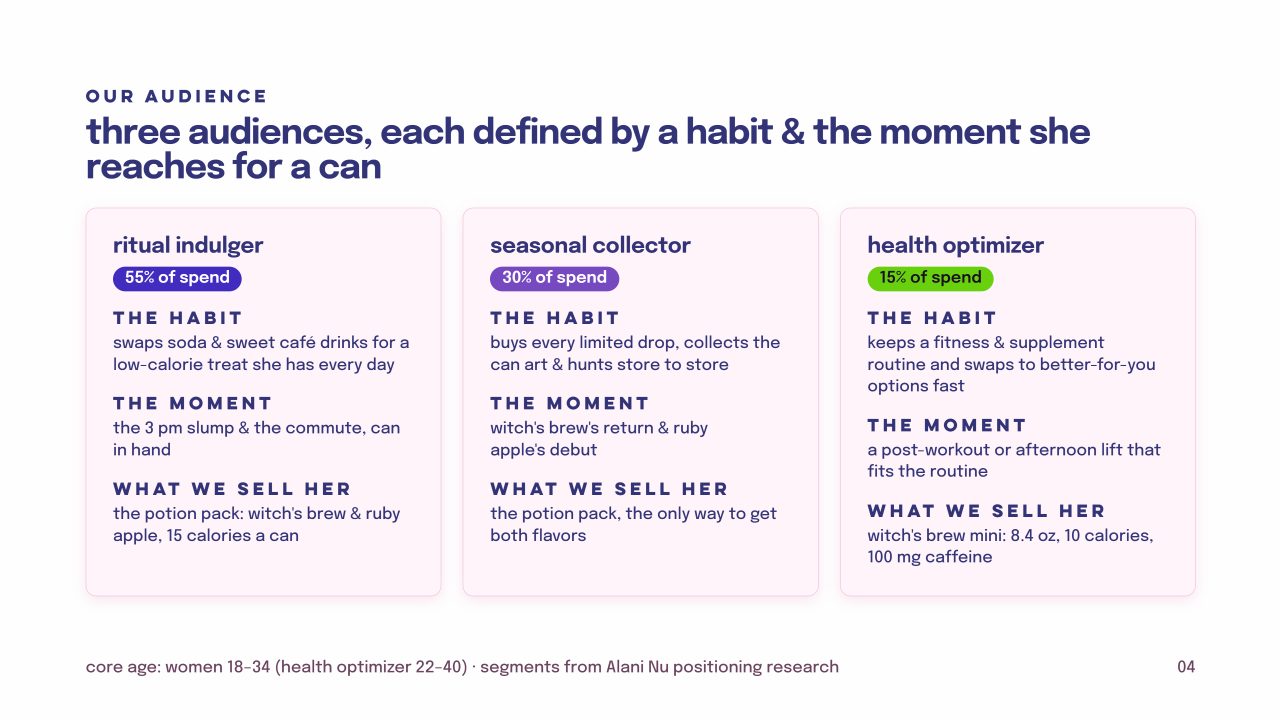 OUR AUDIENCE
three audiences, each defined by a habit & the moment she
reaches for a can
ritual indulger
55% of spend
THE HABIT
swaps soda & sweet café drinks for a
low-calorie treat she has every day
THE MOMENT
the 3 pm slump & the commute, can
in hand
WHAT WE SELL HER
the potion pack: witch's brew & ruby
apple, 15 calories a can
seasonal collector
30% of spend
THE HABIT
buys every limited drop, collects the
can art & hunts store to store
THE MOMENT
witch's brew's return & ruby
apple's debut
WHAT WE SELL HER
the potion pack, the only way to get
both flavors
health optimizer
15% of spend
THE HABIT
keeps a fitness & supplement
routine and swaps to better-for-you
options fast
THE MOMENT
a post-workout or afternoon lift that
fits the routine
WHAT WE SELL HER
witch's brew mini: 8.4 oz, 10 calories,
100 mg caffeine
core age: women 18–34 (health optimizer 22–40) · segments from Alani Nu positioning research
04